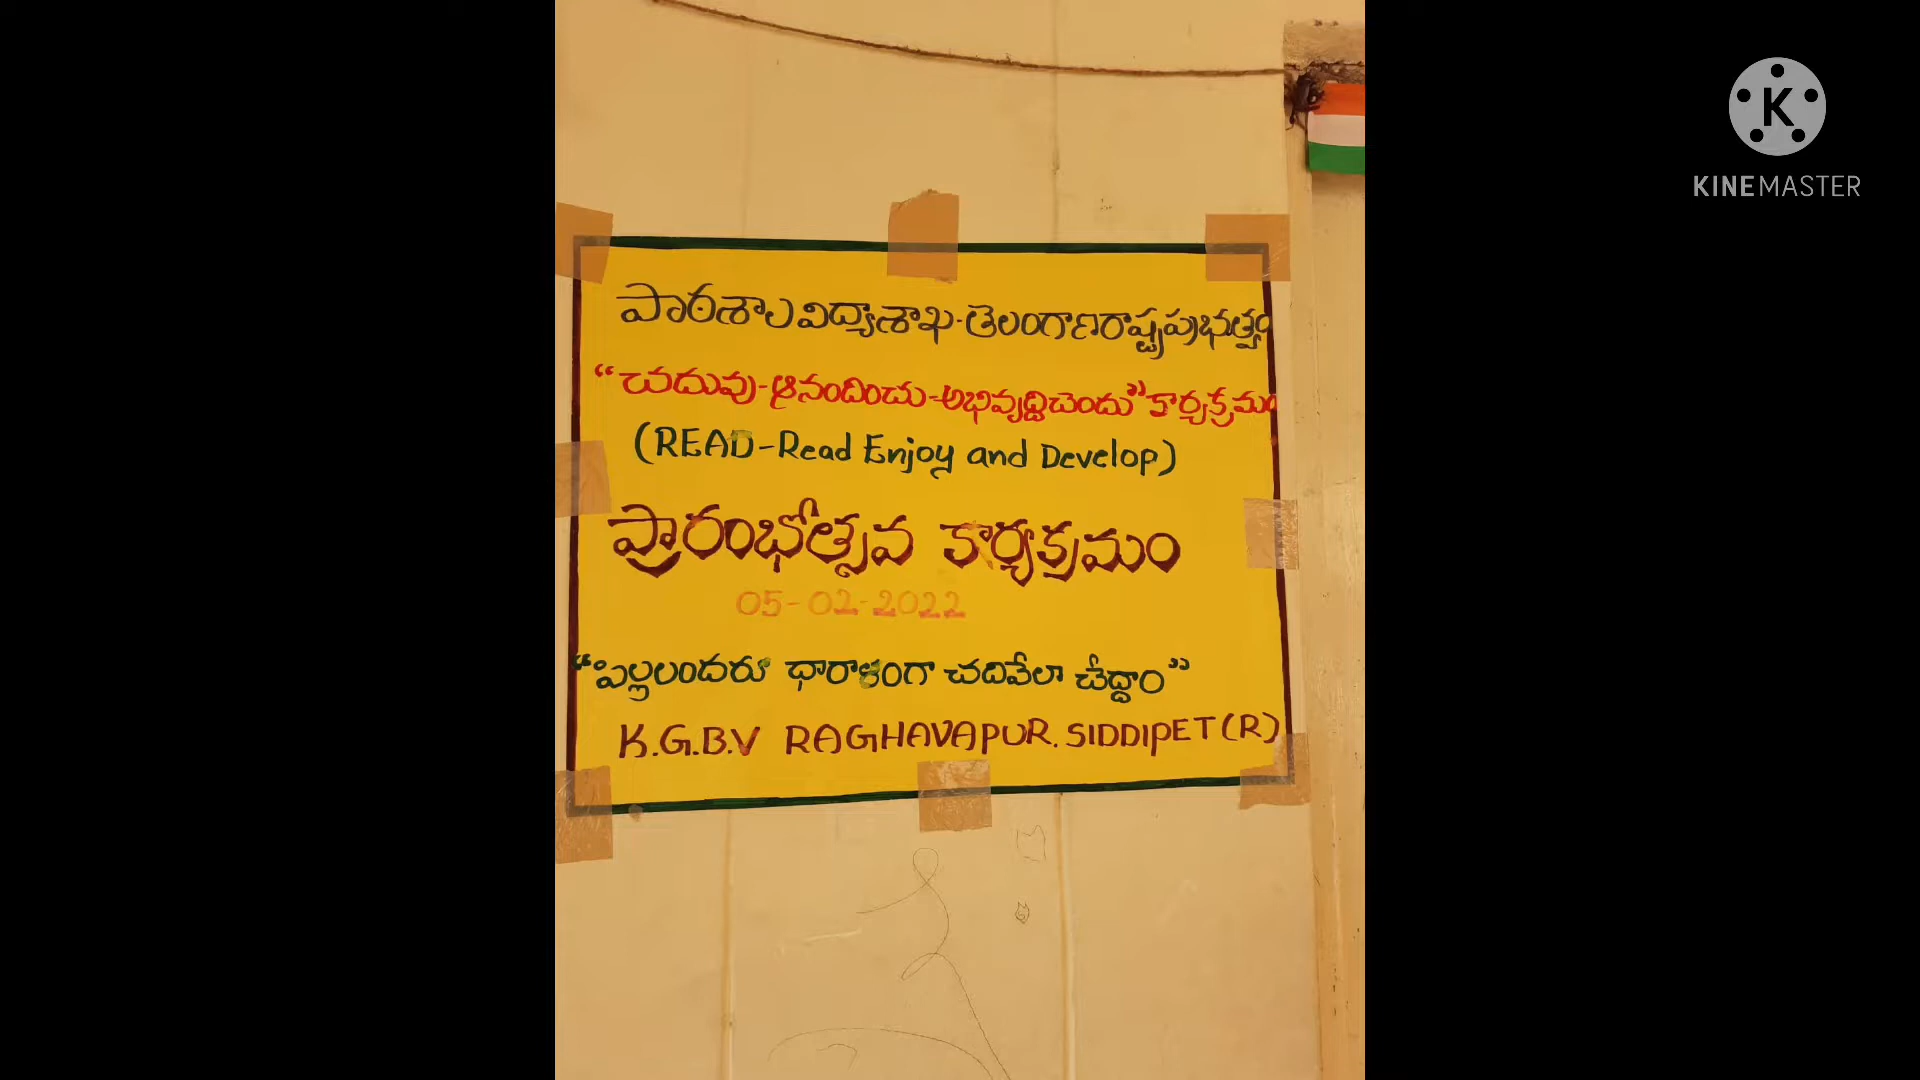 పాఠశాల విద్యాశాఖ-తెలంగాణ రాష్ట్ర ప్రభుత్వం
“చదువు-ఆనందించు-అభివృద్ధిచెందు” కార్యక్రమం
(READ-Read Enjoy and Develop)
ప్రారంభోత్సవ కార్యక్రమం
05-02-2022
“పిల్లలందరూ ధారాళంగా చదివేలా చేద్దాం”
K.G.B.V RAGHAVAPUR. SIDDIPET (R)
K
KINEMASTER